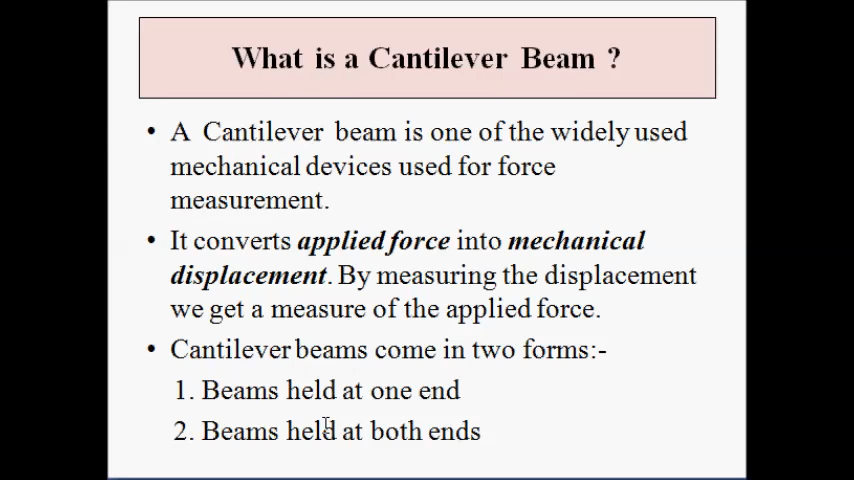 What is a Cantilever Beam ?
• A Cantilever beam is one of the widely used
mechanical devices used for force
measurement.
• It converts applied force into mechanical
displacement. By measuring the displacement
we get a measure of the applied force.
• Cantilever beams come in two forms:-
1. Beams held at one end
2. Beams held at both ends